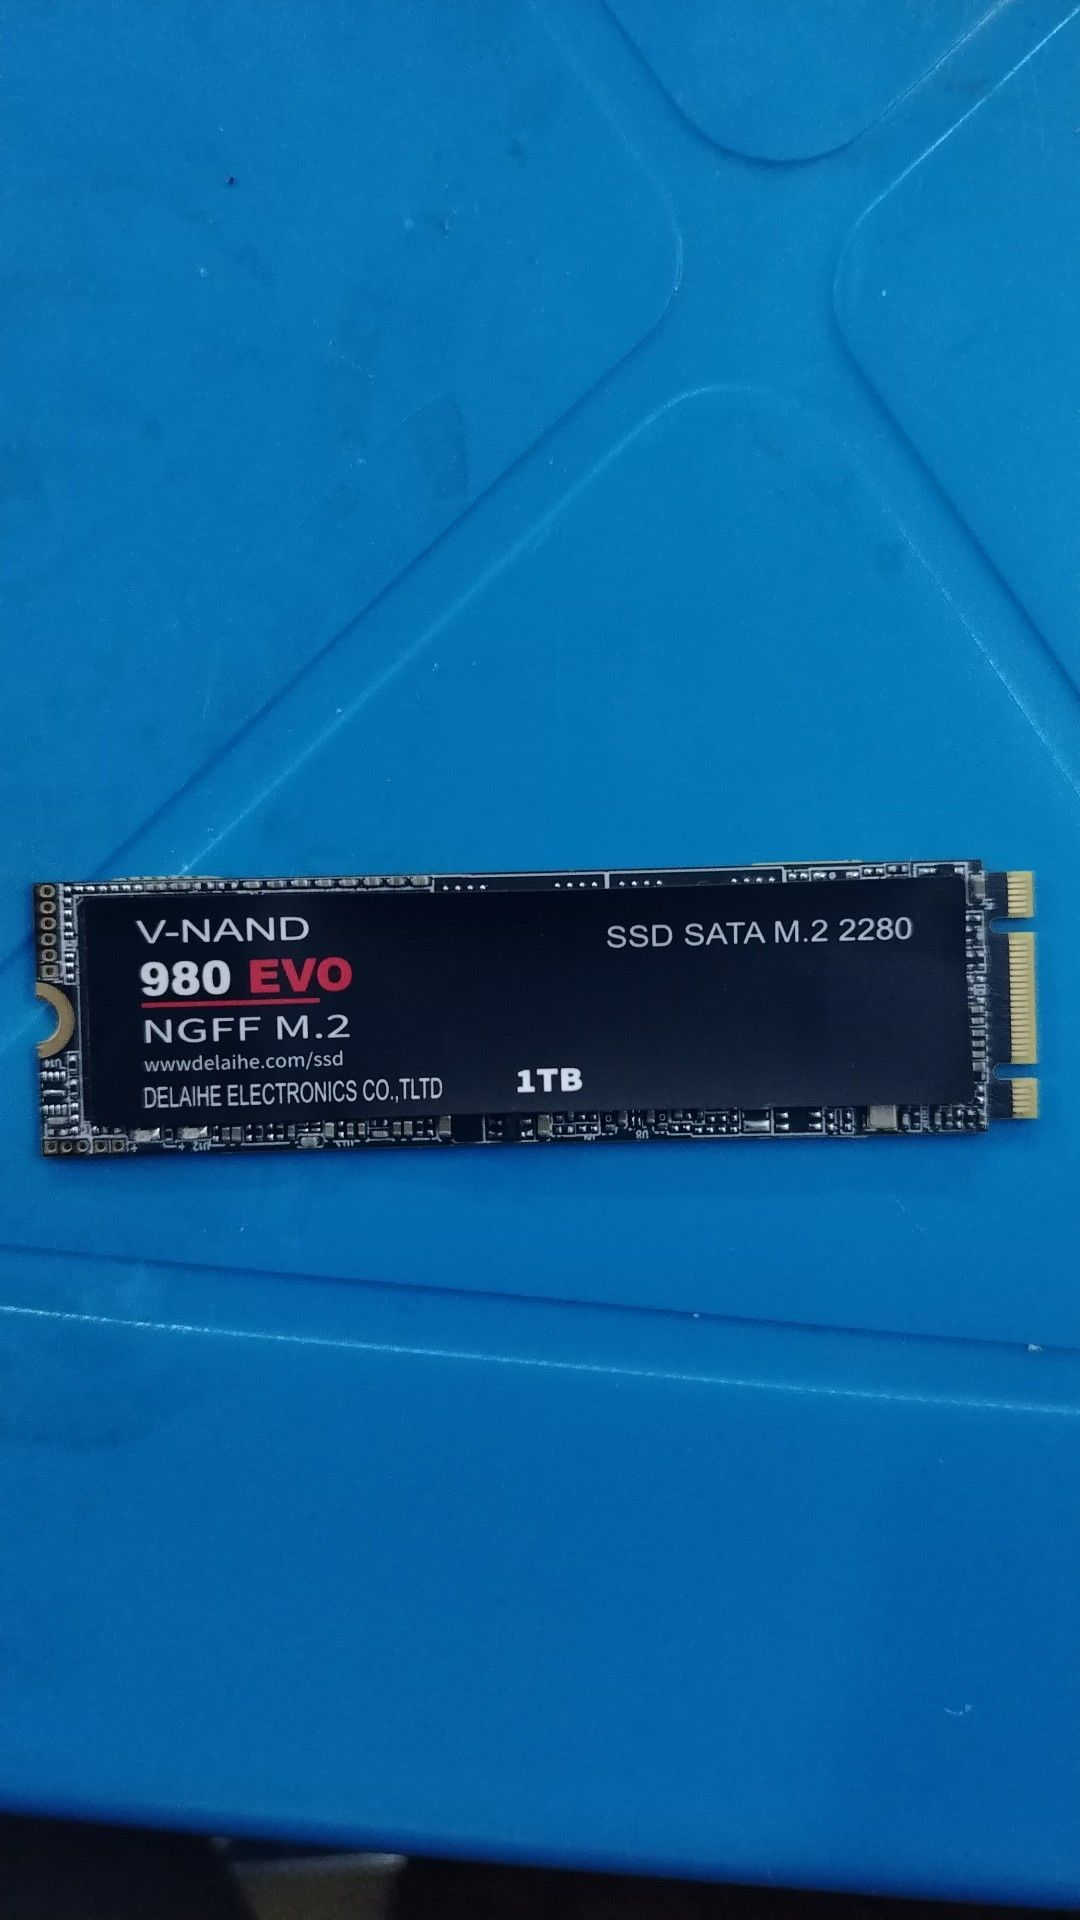 V-NAND
SSD SATA M.2 2280
980 EVO
NGFF M.2
wwwdelaihe.com/ssd
DELAIHE ELECTRONICS CO.,TLTD
1TB